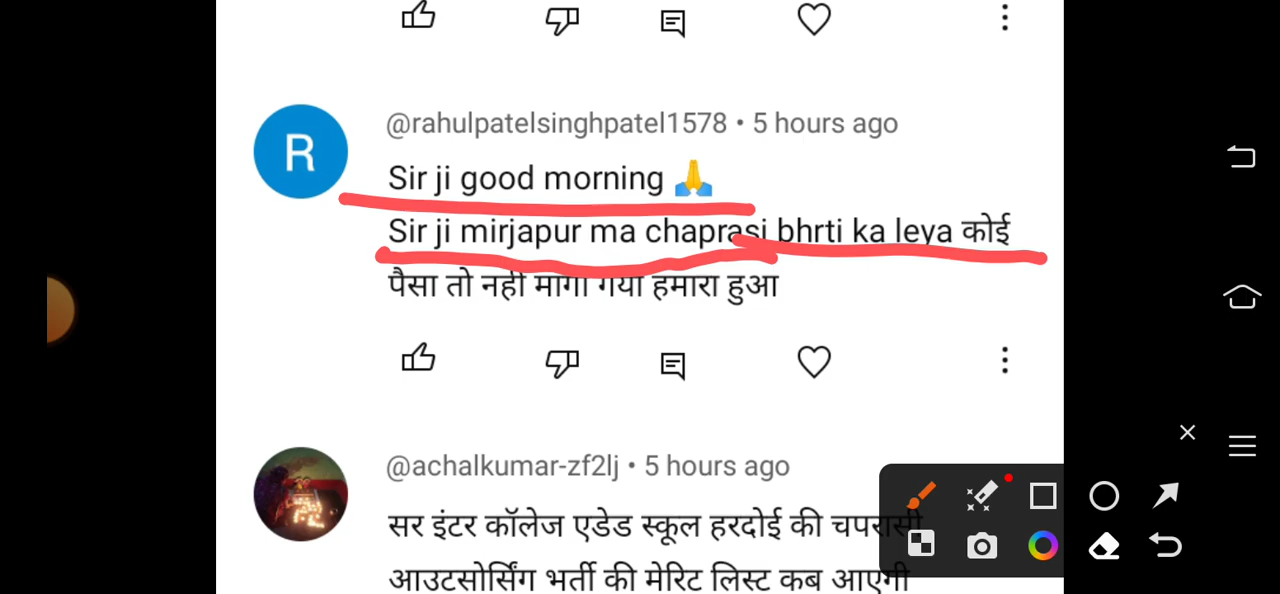 R
@rahulpatelsinghpatel1578 • 5 hours ago
Sir ji good morning 🙏
Sir ji mirjapur ma chaprasi bhrti ka leya कोई
पैसा तो नही मागा गया हमारा हुआ
@achalkumar-zf2lj • 5 hours ago
सर इंटर कॉलेज एडेड स्कूल हरदोई की चपरासी
आउटसोर्सिंग भर्ती की मेरिट लिस्ट कब आएगी